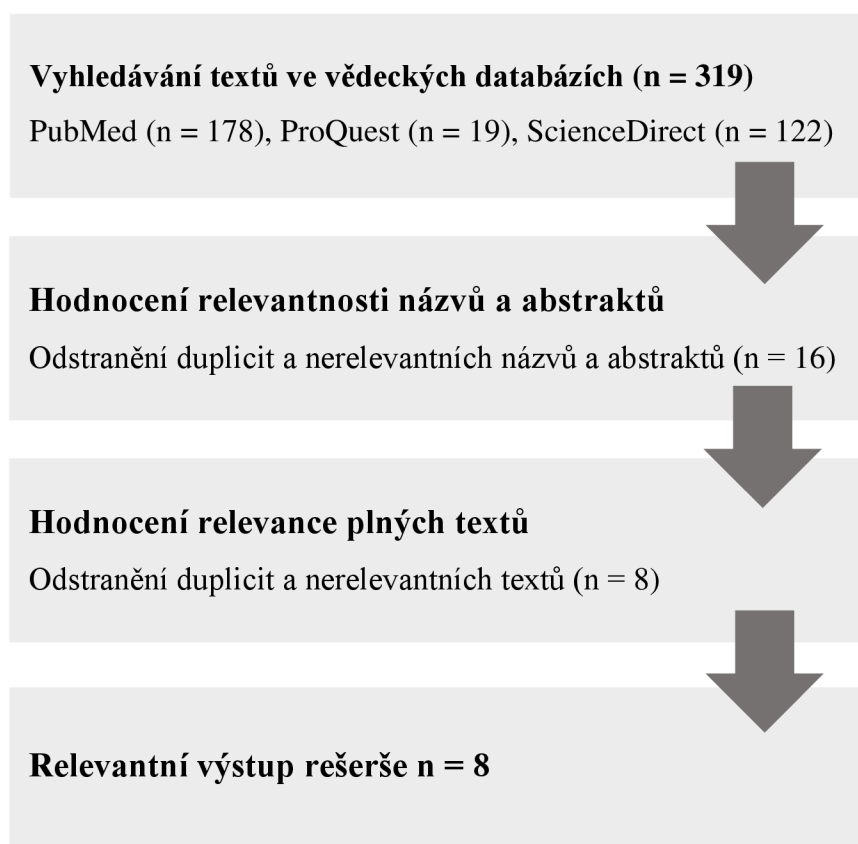 Vyhledávání textů ve vědeckých databázích (n = 319)
PubMed (n = 178), ProQuest (n = 19), ScienceDirect (n = 122)
Hodnocení relevantnosti názvů a abstraktů
Odstranění duplicit a nerelevantních názvů a abstraktů (n = 16)
Hodnocení relevance plných textů
Odstranění duplicit a nerelevantních textů (n = 8)
Relevantní výstup rešerše n = 8